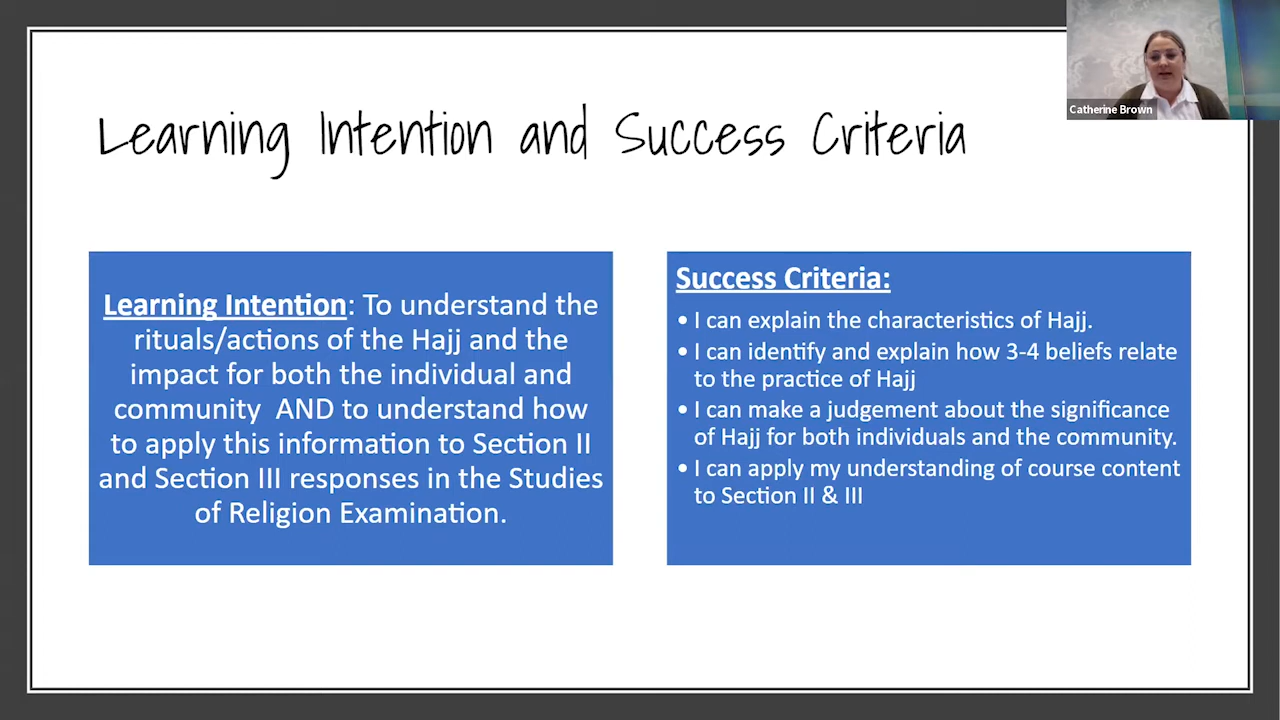 Catherine Brown
Learning Intention and Success Criteria
Learning Intention: To understand the
rituals/actions of the Hajj and the
impact for both the individual and
community  AND to understand how
to apply this information to Section II
and Section III responses in the Studies
of Religion Examination.
Success Criteria:
• I can explain the characteristics of Hajj.
• I can identify and explain how 3-4 beliefs relate
to the practice of Hajj
• I can make a judgement about the significance
of Hajj for both individuals and the community.
• I can apply my understanding of course content
to Section II & III